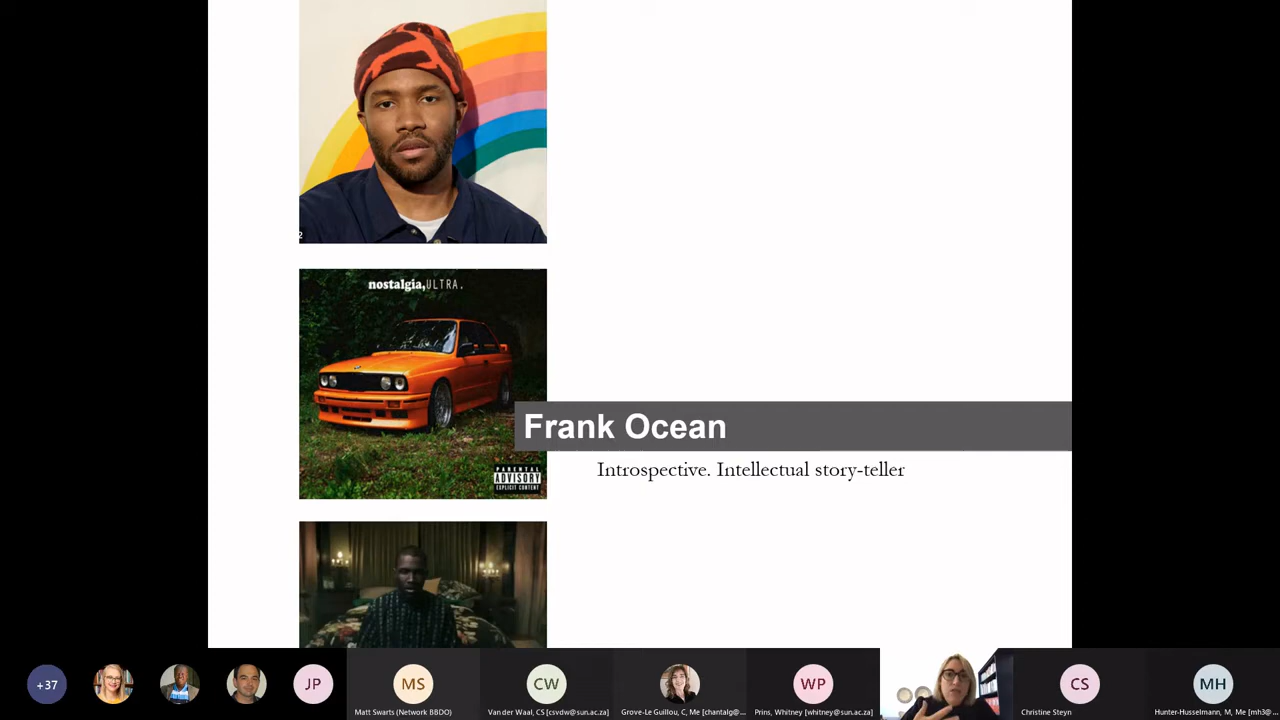 2
nostalgia,ULTRA.
PARENTAL
ADVISORY
EXPLICIT CONTENT
Frank Ocean
Introspective. Intellectual story-teller
+37
JP
MS
CW
WP
CS
MH
Matt Swarts (Network BBDO)
Van der Waal, CS [csvdw@sun.ac.za]
Grove-Le Guillou, C, Me [chantalg@...
Prins, Whitney [whitney@sun.ac.za]
Christine Steyn
Hunter-Husselmann, M, Me [mh3@...